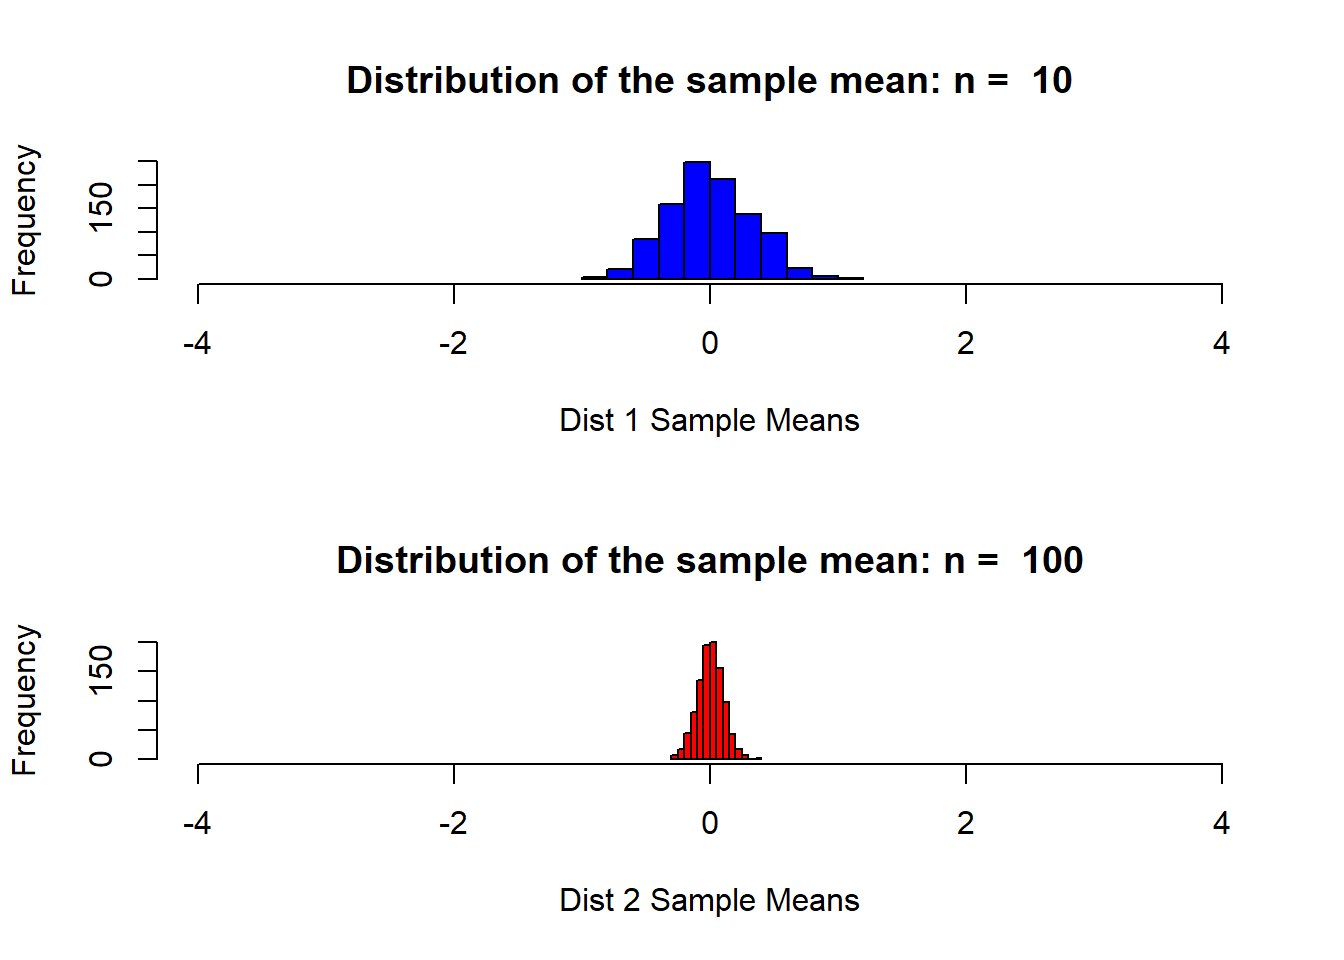 Distribution of the sample mean: n =  10
Frequency
150
0
-4 -2 0 2 4
Dist 1 Sample Means
Distribution of the sample mean: n =  100
Frequency
150
0
-4 -2 0 2 4
Dist 2 Sample Means